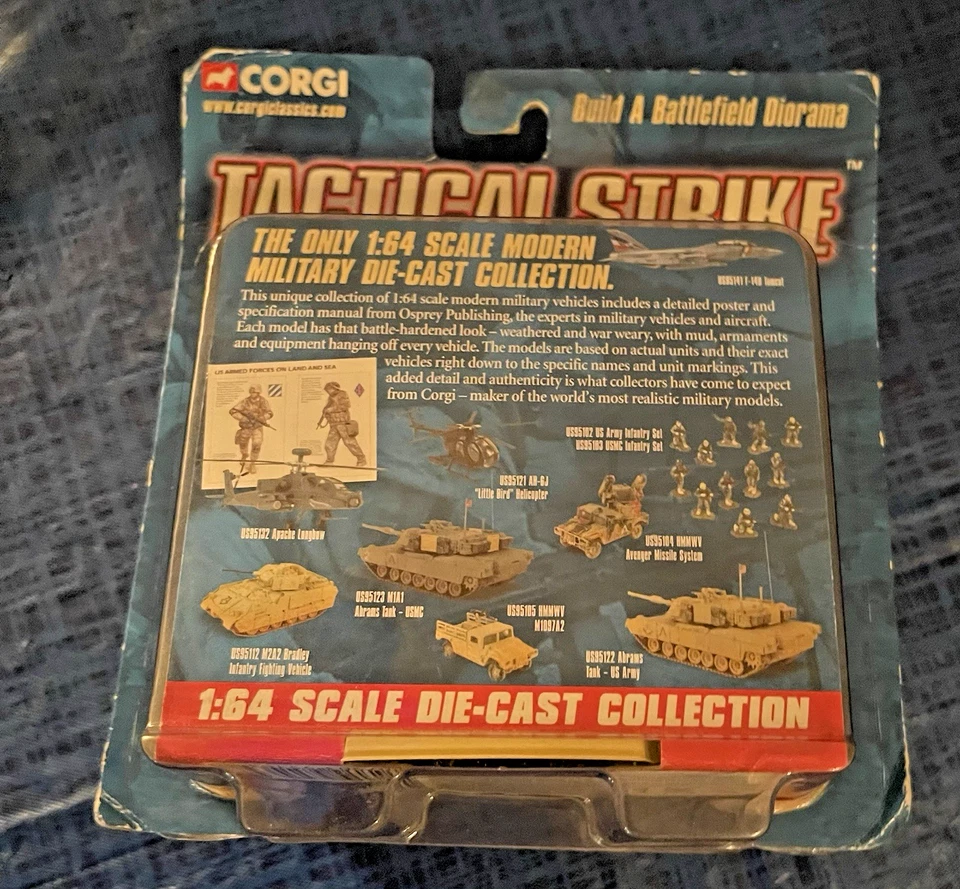 CORGI
www.corgiclassics.com
Build A Battlefield Diorama
TACTICAL STRIKE™
THE ONLY 1:64 SCALE MODERN
MILITARY DIE-CAST COLLECTION.
US95141 F-14B Tomcat
This unique collection of 1:64 scale modern military vehicles includes a detailed poster and
specification manual from Osprey Publishing, the experts in military vehicles and aircraft.
Each model has that battle-hardened look – weathered and war weary, with mud, armaments
and equipment hanging off every vehicle. The models are based on actual units and their exact
vehicles right down to the specific names and unit markings. This
added detail and authenticity is what collectors have come to expect
from Corgi – maker of the world's most realistic military models.
US ARMED FORCES ON LAND AND SEA
US95102 US Army Infantry Set
US95103 USMC Infantry Set
US95121 AH-6J
"Little Bird" Helicopter
US95132 Apache Longbow
US95104 HMMWV
Avenger Missile System
US95123 M1A1
Abrams Tank – USMC
US95105 HMMWV
M1097A2
US95112 M2A2 Bradley
Infantry Fighting Vehicle
US95122 Abrams
Tank – US Army
1:64 SCALE DIE-CAST COLLECTION